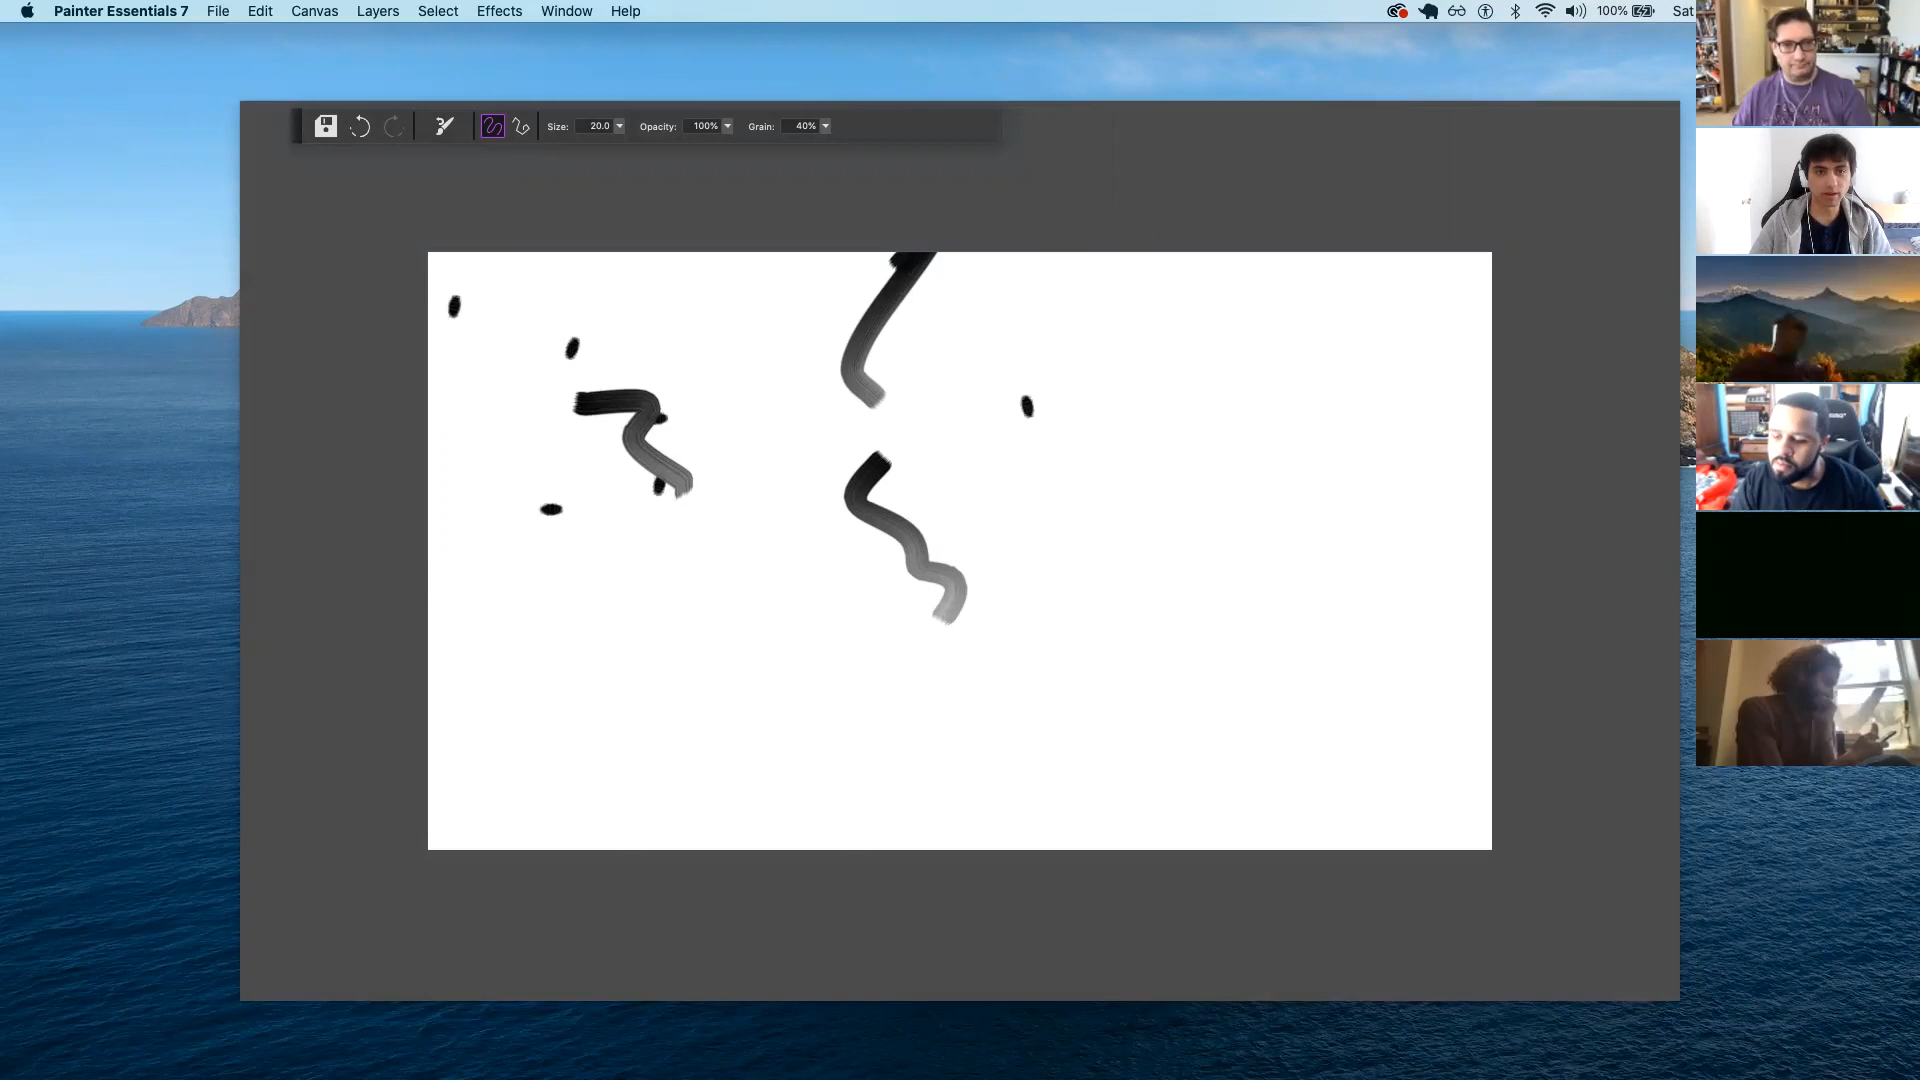 Painter Essentials 7 File Edit Canvas Layers Select Effects Window Help 100% Sat
Size: 20.0 Opacity: 100% Grain: 40%